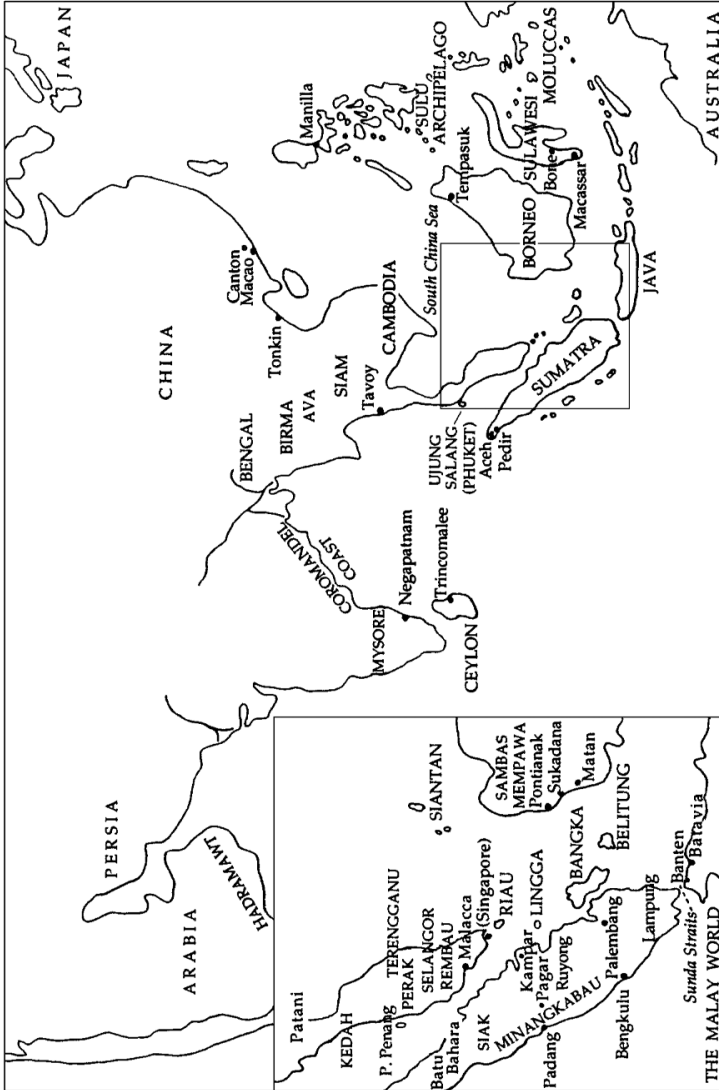 JAPAN
CHINA
Canton
Macao
Tonkin
Manilla
SULU
ARCHIPELAGO
BENGAL
BIRMA
AVA
SIAM
Tavoy
CAMBODIA
South China Sea
Tempasuk
BORNEO
SULAWESI
Bone
MOLUCCAS
Macassar
UJUNG
SALANG
(PHUKET)
Aceh
Pedir
SUMATRA
JAVA
AUSTRALIA
PERSIA
ARABIA
HADRAMAWT
COROMANDEL
COAST
MYSORE
Negapatnam
Trincomalee
CEYLON
Patani
KEDAH
P. Penang
TERENGGANU
PERAK
SELANGOR
REMBAU
Malacca
(Singapore)
RIAU
SIANTAN
Batu
Bahara
SIAK
Kampar
Pagar
Ruyong
LINGGA
SAMBAS
MEMPAWA
Pontianak
Sukadana
Matan
Padang
MINANGKABAU
BANGKA
BELITUNG
Palembang
Bengkulu
Lampung
Banten
Batavia
Sunda Straits
THE MALAY WORLD